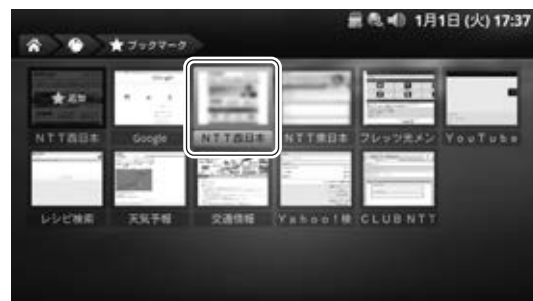 1月1日 (火) 17:37
★ ブックマーク
★追加
NTT西日本 Google NTT西日本 NTT東日本 フレッツ光メン YouTube
レシピ検索 天気予報 交通情報 Yahoo!検 CLUB NTT